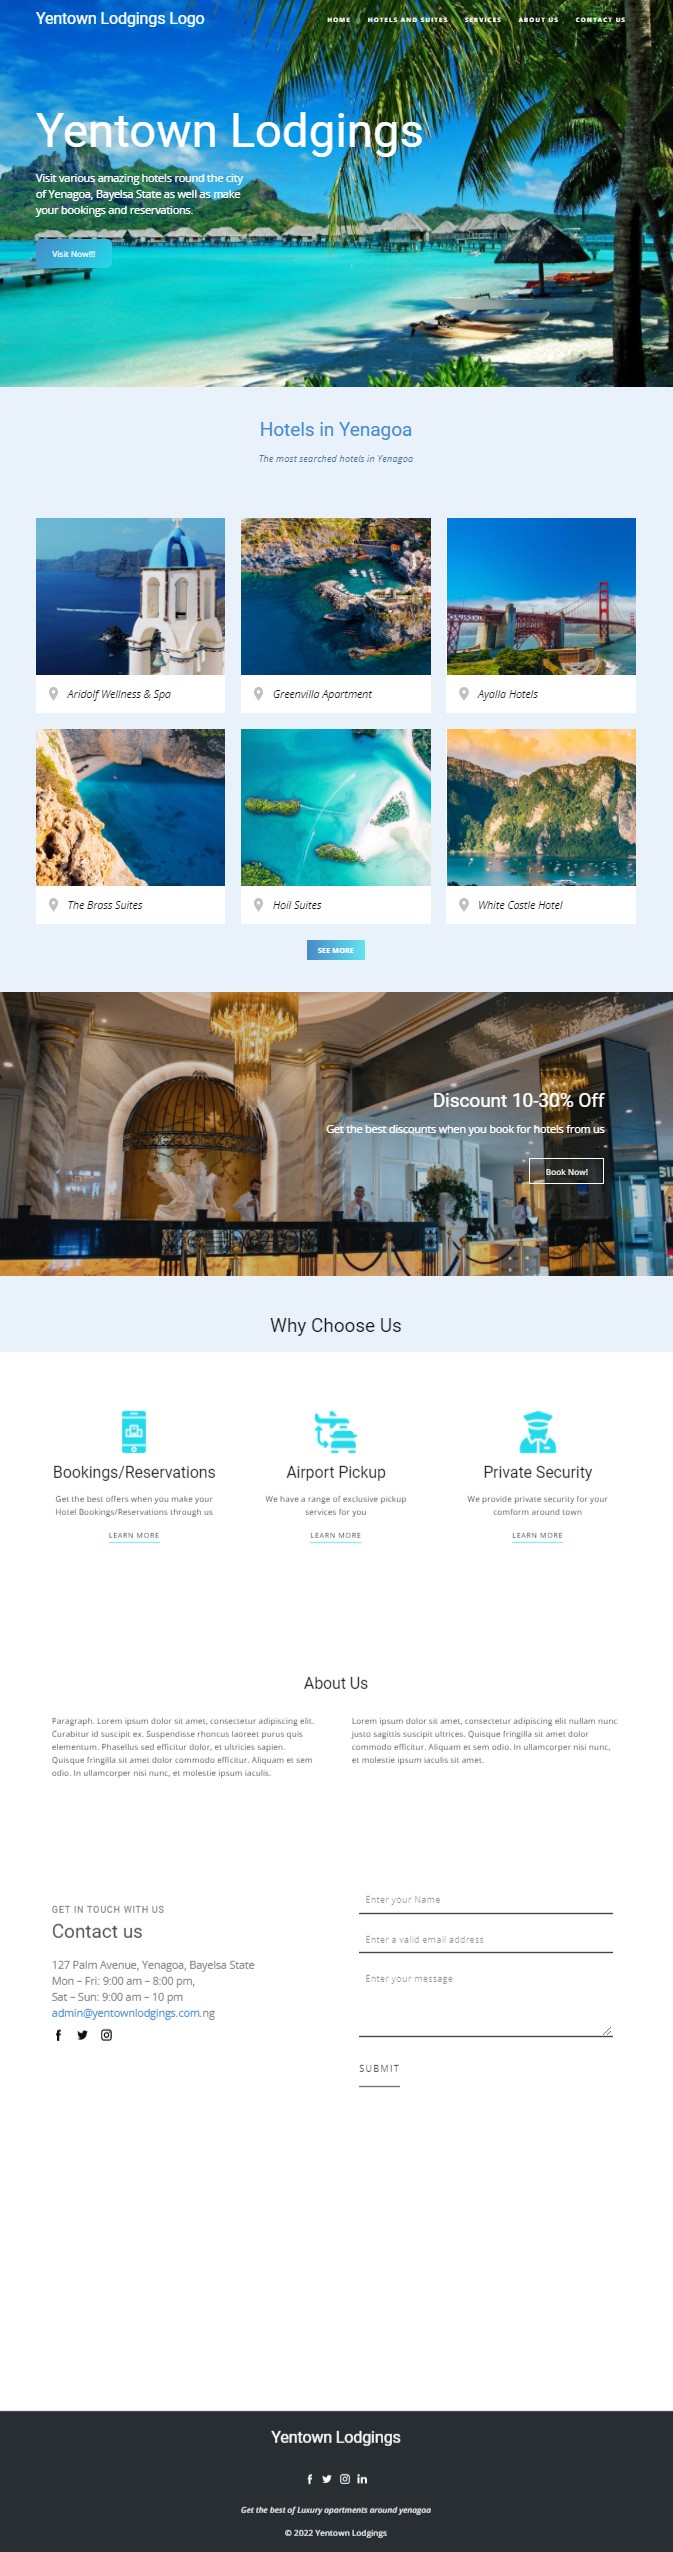 Yentown Lodgings Logo
HOME HOTELS AND SUITES SERVICES ABOUT US CONTACT US
Yentown Lodgings
Visit various amazing hotels round the city
of Yenagoa, Bayelsa State as well as make
your bookings and reservations.
Visit Now!!!
Hotels in Yenagoa
The most searched hotels in Yenagoa
Aridolf Wellness & Spa
Greenvilla Apartment
Ayalla Hotels
The Brass Suites
Hoil Suites
White Castle Hotel
SEE MORE
Discount 10-30% Off
Get the best discounts when you book for hotels from us
Book Now!
Why Choose Us
Bookings/Reservations
Get the best offers when you make your
Hotel Bookings/Reservations through us
LEARN MORE
Airport Pickup
We have a range of exclusive pickup
services for you
LEARN MORE
Private Security
We provide private security for your
comform around town
LEARN MORE
About Us
Paragraph. Lorem ipsum dolor sit amet, consectetur adipiscing elit.
Curabitur id suscipit ex. Suspendisse rhoncus laoreet purus quis
elementum. Phasellus sed efficitur dolor, et ultricies sapien.
Quisque fringilla sit amet dolor commodo efficitur. Aliquam et sem
odio. In ullamcorper nisi nunc, et molestie ipsum iaculis.
Lorem ipsum dolor sit amet, consectetur adipiscing elit nullam nunc
justo sagittis suscipit ultrices. Quisque fringilla sit amet dolor
commodo efficitur. Aliquam et sem odio. In ullamcorper nisi nunc,
et molestie ipsum iaculis sit amet.
GET IN TOUCH WITH US
Contact us
127 Palm Avenue, Yenagoa, Bayelsa State
Mon – Fri: 9:00 am – 8:00 pm,
Sat – Sun: 9:00 am – 10 pm
admin@yentownlodgings.com.ng
Enter your Name
Enter a valid email address
Enter your message
SUBMIT
Yentown Lodgings
Get the best of Luxury apartments around yenagoa
© 2022 Yentown Lodgings